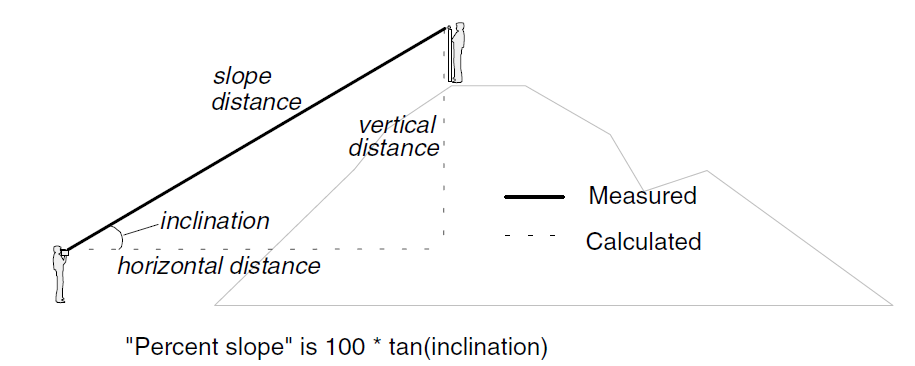 slope
distance
vertical
distance
Measured
inclination
Calculated
horizontal distance
"Percent slope" is 100 * tan(inclination)